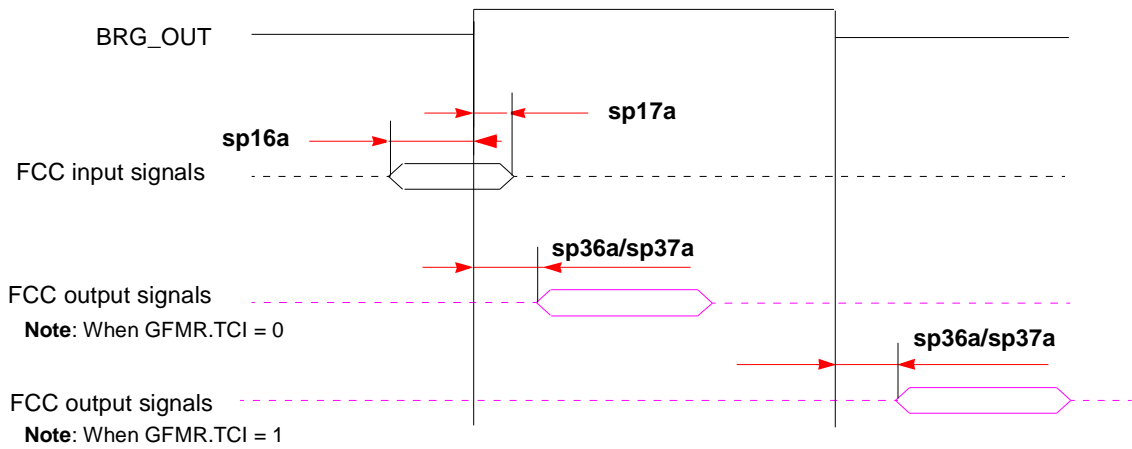 BRG_OUT
sp17a
sp16a
FCC input signals
sp36a/sp37a
FCC output signals
Note: When GFMR.TCI = 0
sp36a/sp37a
FCC output signals
Note: When GFMR.TCI = 1